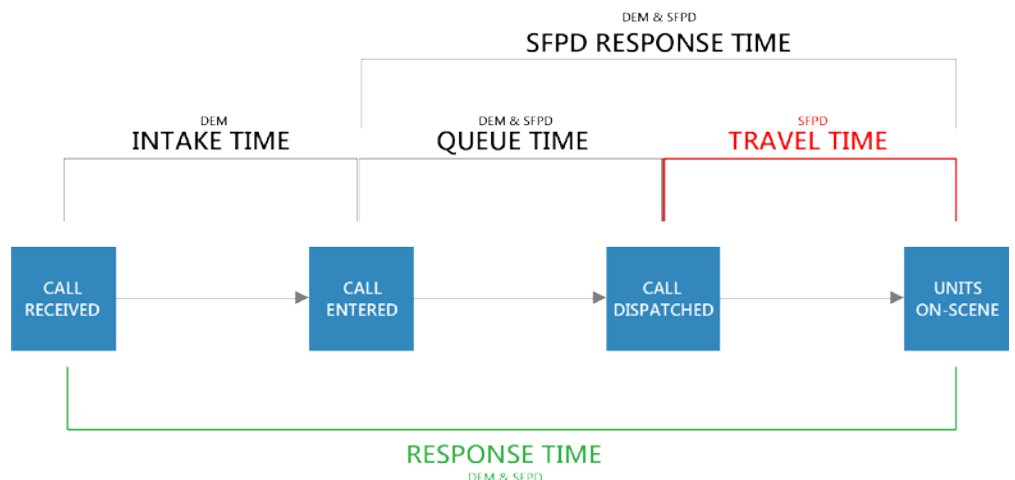 DEM & SFPD
SFPD RESPONSE TIME
DEM
INTAKE TIME
DEM & SFPD
QUEUE TIME
SFPD
TRAVEL TIME
CALL
RECEIVED
CALL
ENTERED
CALL
DISPATCHED
UNITS
ON-SCENE
RESPONSE TIME
DEM & SFPD